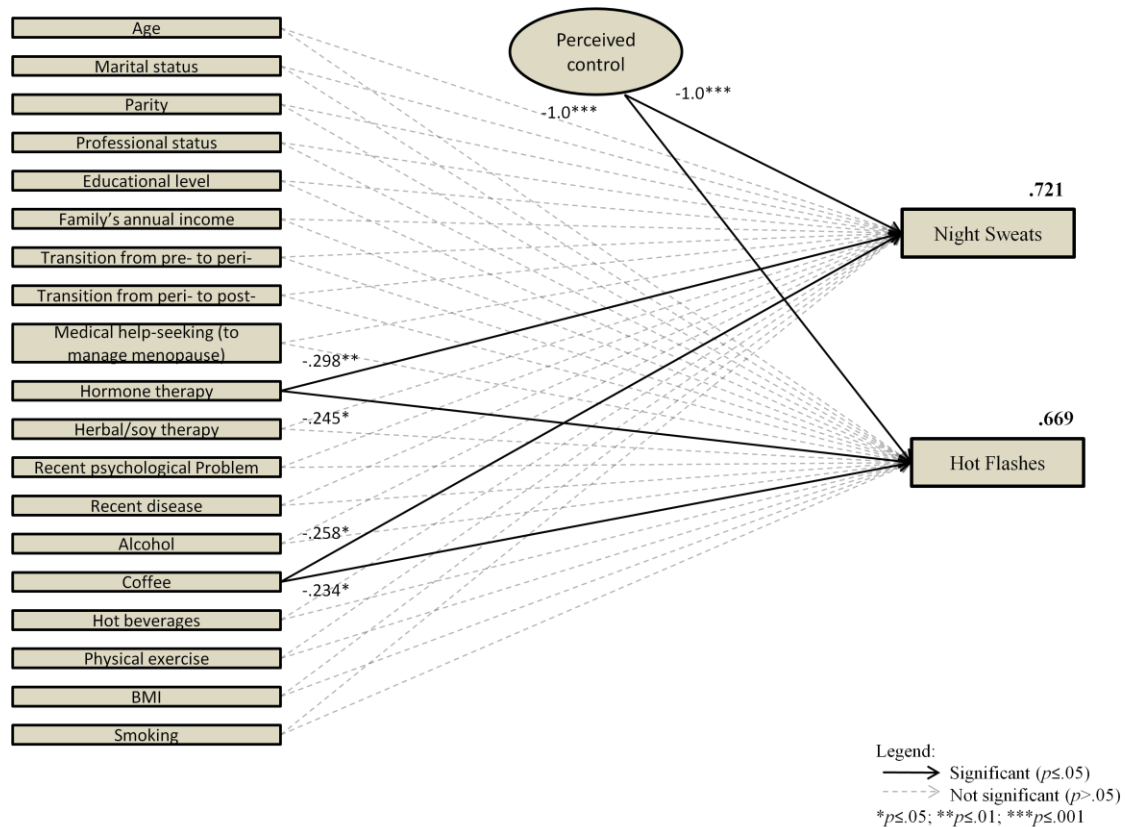 Age
Marital status
Parity
Professional status
Educational level
Family's annual income
Transition from pre- to peri-
Transition from peri- to post-
Medical help-seeking (to
manage menopause)
Hormone therapy
Herbal/soy therapy
Recent psychological Problem
Recent disease
Alcohol
Coffee
Hot beverages
Physical exercise
BMI
Smoking
-.298**
-.245*
-.258*
-.234*
Perceived
control
-1.0***
-1.0***
.721
Night Sweats
.669
Hot Flashes
Legend:
Significant (p≤.05)
Not significant (p>.05)
*p≤.05; **p≤.01; ***p≤.001